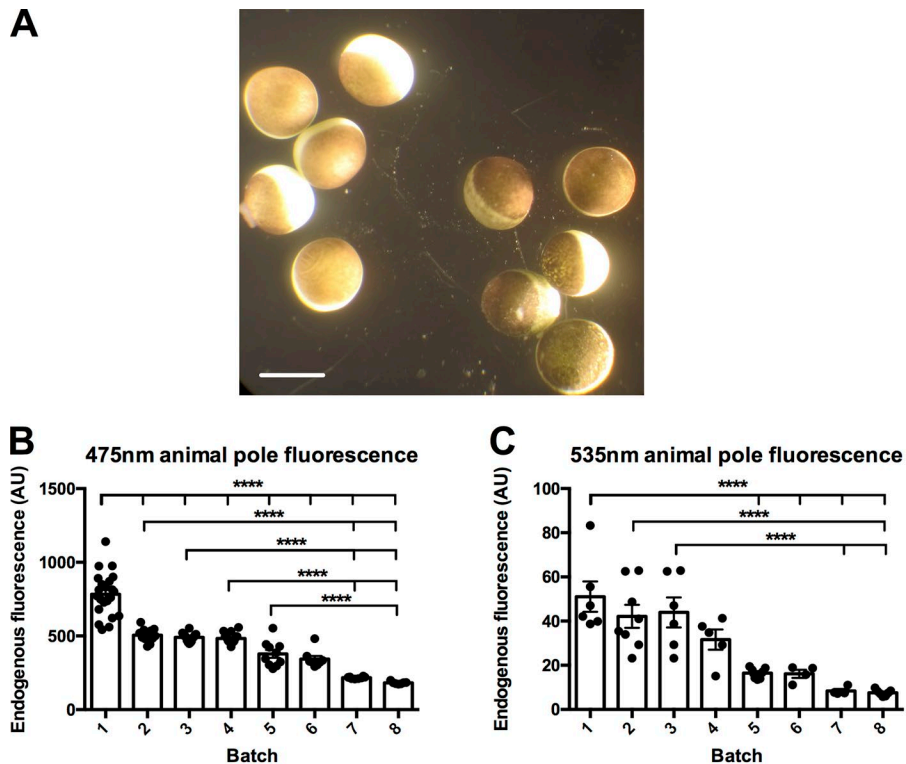 A
B
475nm animal pole fluorescence
Endogenous fluorescence (AU)
1500
1000
500
0
****
****
****
****
****
1 2 3 4 5 6 7 8
Batch
C
535nm animal pole fluorescence
Endogenous fluorescence (AU)
100
80
60
40
20
0
****
****
****
1 2 3 4 5 6 7 8
Batch